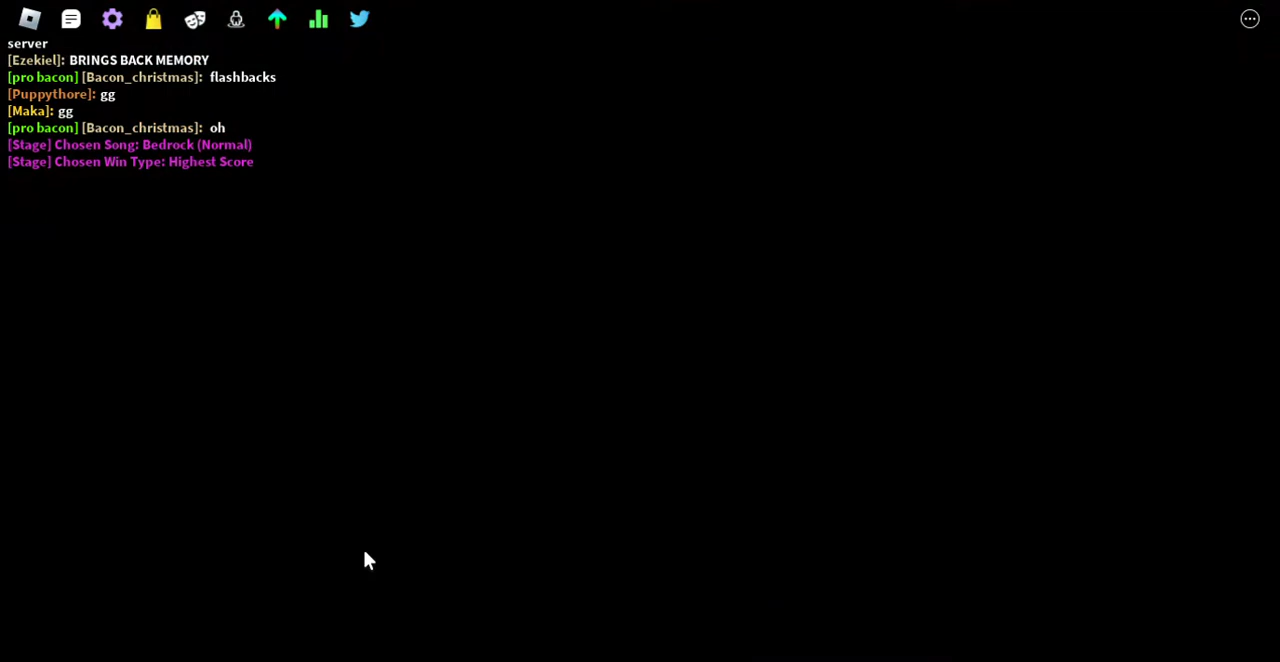 server
[Ezekiel]: BRINGS BACK MEMORY
[pro bacon] [Bacon_christmas]: flashbacks
[Puppythore]: gg
[Maka]: gg
[pro bacon] [Bacon_christmas]: oh
[Stage] Chosen Song: Bedrock (Normal)
[Stage] Chosen Win Type: Highest Score